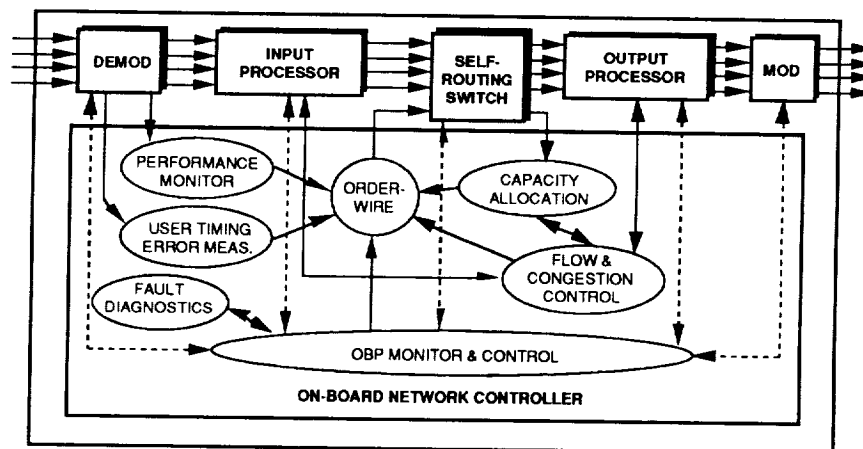 DEMOD
INPUT
PROCESSOR
SELF-
ROUTING
SWITCH
OUTPUT
PROCESSOR
MOD
PERFORMANCE
MONITOR
ORDER-
WIRE
CAPACITY
ALLOCATION
USER TIMING
ERROR MEAS.
FLOW &
CONGESTION
CONTROL
FAULT
DIAGNOSTICS
OBP MONITOR & CONTROL
ON-BOARD NETWORK CONTROLLER